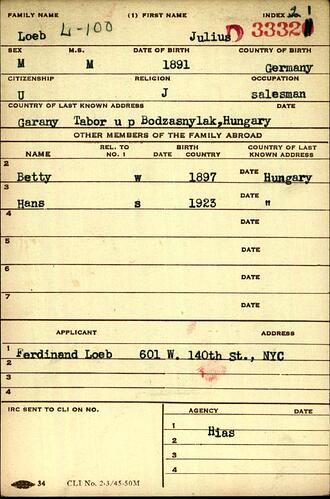 FAMILY NAME (1) FIRST NAME INDEX NO.
Loeb L-100 Julius D 33320
SEX M.S. DATE OF BIRTH COUNTRY OF BIRTH
M M 1891 Germany
CITIZENSHIP RELIGION OCCUPATION
U J salesman
COUNTRY OF LAST KNOWN ADDRESS DATE
Garany Tabor u p Bodzasnylak,Hungary
OTHER MEMBERS OF THE FAMILY ABROAD
NAME REL. TO NO. 1 BIRTH DATE COUNTRY COUNTRY OF LAST KNOWN ADDRESS
2 Betty w 1897 DATE Hungary
3 Hans s 1923 DATE "
4 DATE
5 DATE
6 DATE
7 DATE
APPLICANT ADDRESS
1 Ferdinand Loeb 601 W. 140th St., NYC
2
3
4
IRC SENT TO CLI ON NO. AGENCY DATE
1 Hias
2
3
4
34 CLI No. 2-3/45-50M